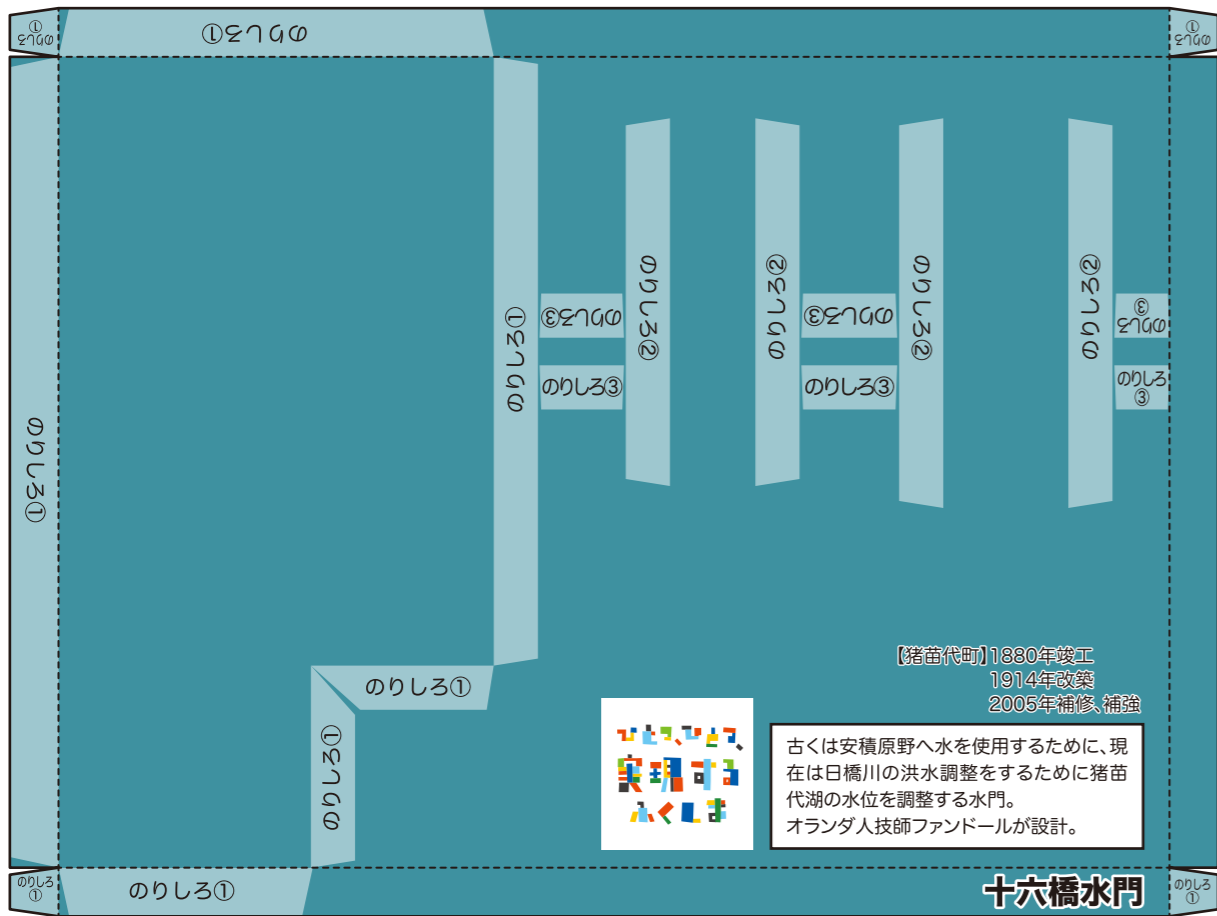 のりしろ
①
のりしろ①
のりしろ
①
のりしろ①
のりしろ①
のりしろ③
のりしろ③
のりしろ②
のりしろ②
のりしろ③
のりしろ③
のりしろ②
のりしろ②
のりしろ
③
のりしろ
③
のりしろ①
のりしろ①
【猪苗代町】1880年竣工
1914年改築
2005年補修、補強
ひとつ、ひとつ、
実現する
ふくしま
古くは安積原野へ水を使用するために、現
在は日橋川の洪水調整をするために猪苗
代湖の水位を調整する水門。
オランダ人技師ファンドールが設計。
のりしろ
①
のりしろ①
十六橋水門
のりしろ
①